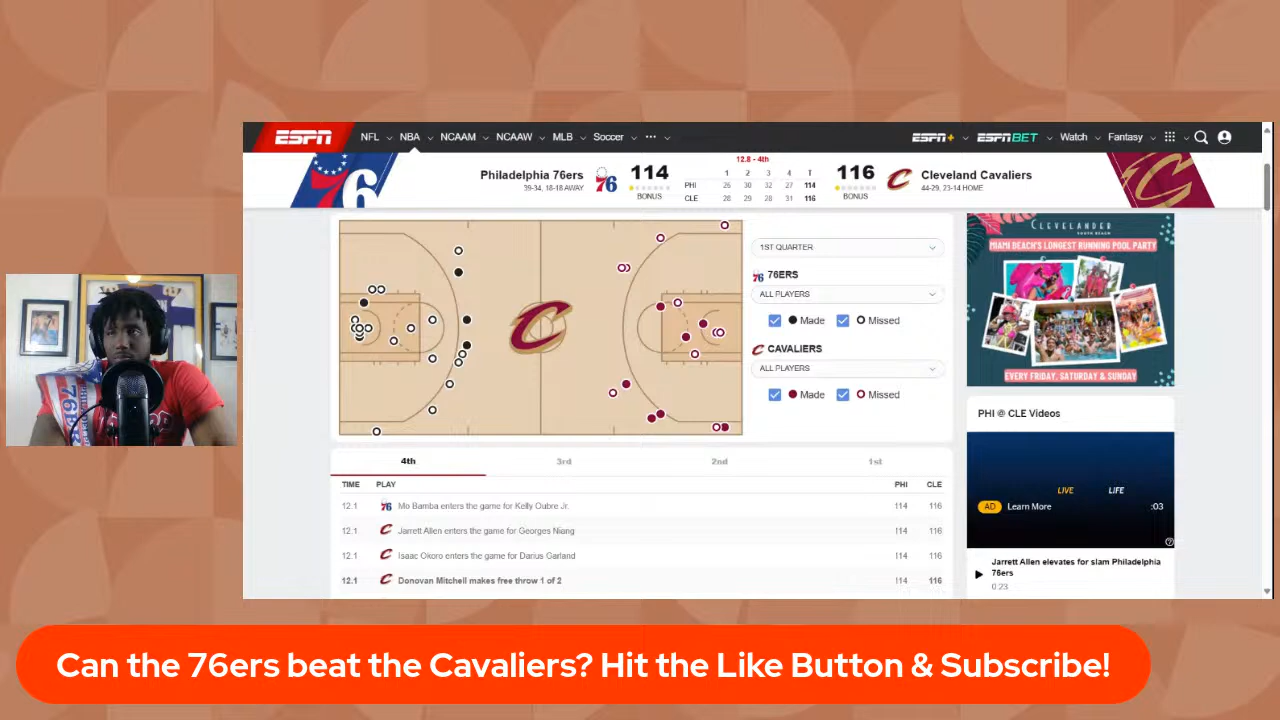 ESPN
NFL NBA NCAAM NCAAW MLB Soccer ... ESPN+ ESPN BET Watch Fantasy
Philadelphia 76ers
39-34, 18-18 AWAY
76
114
BONUS
12.8 - 4th
1 2 3 4 T
PHI 26 30 32 27 114
CLE 28 29 28 31 116
116
BONUS
Cleveland Cavaliers
44-29, 23-14 HOME
1ST QUARTER
76ERS
ALL PLAYERS
Made Missed
CAVALIERS
ALL PLAYERS
Made Missed
CLEVELANDER
SOUTH BEACH
MIAMI BEACH'S LONGEST RUNNING POOL PARTY
EVERY FRIDAY, SATURDAY & SUNDAY
PHI @ CLE Videos
LIVE LIFE
AD Learn More :03
Jarrett Allen elevates for slam Philadelphia
76ers
0:23
4th 3rd 2nd 1st
TIME PLAY PHI CLE
12.1 Mo Bamba enters the game for Kelly Oubre Jr. 114 116
12.1 Jarrett Allen enters the game for Georges Niang 114 116
12.1 Isaac Okoro enters the game for Darius Garland 114 116
12.1 Donovan Mitchell makes free throw 1 of 2 114 116
76ERS
Can the 76ers beat the Cavaliers? Hit the Like Button & Subscribe!